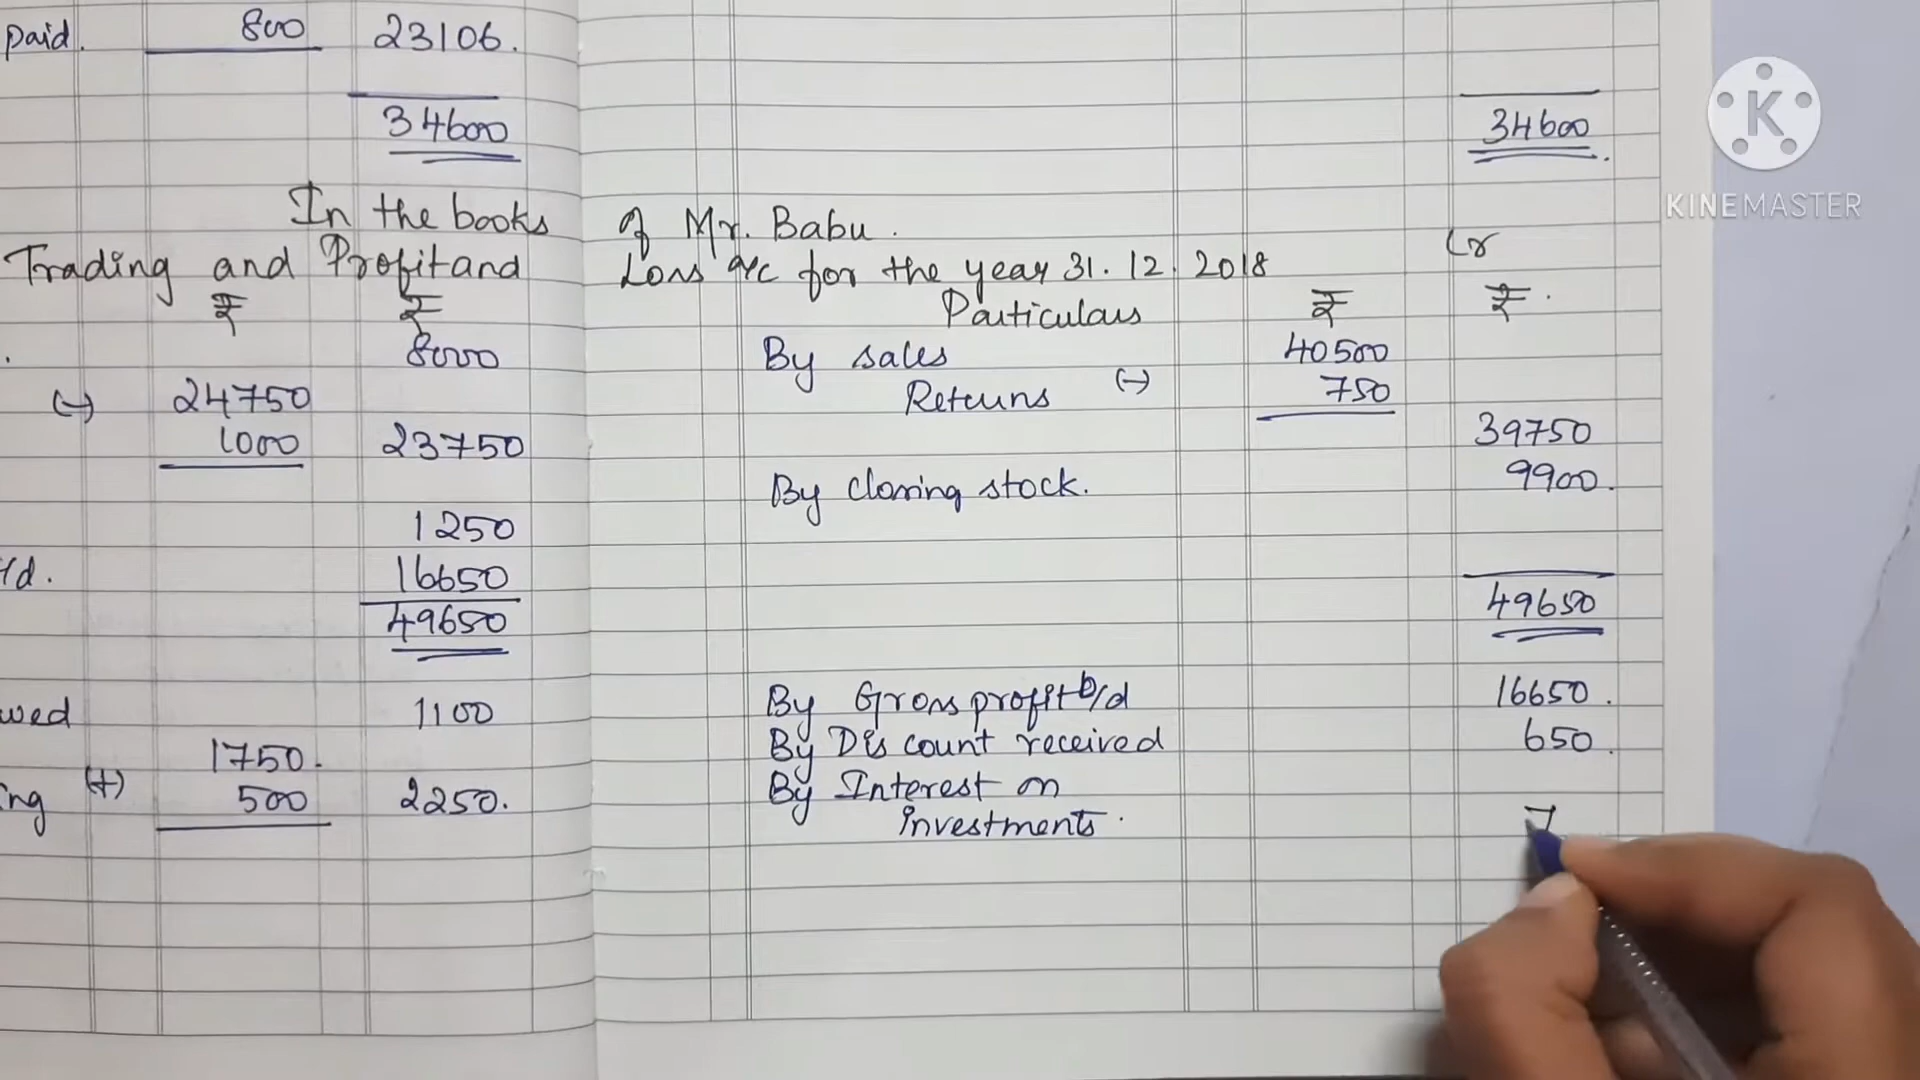 paid. 800 23106.
34600 34600
K
KINEMASTER
In the books of Mr. Babu.
Trading and Profit and Loss a/c for the year 31.12.2018 Cr
₹ ₹ Particulars ₹ ₹.
. 8000 By sales 40500
(-) 24750 Returns (-) 750
1000 23750 39750
By closing stock. 9900.
1250
/d. 16650
49650 49650
wed 1100 By Gross profit b/d 16650.
1750. By Discount received 650.
ing (+) 500 2250. By Interest on
investments. 7